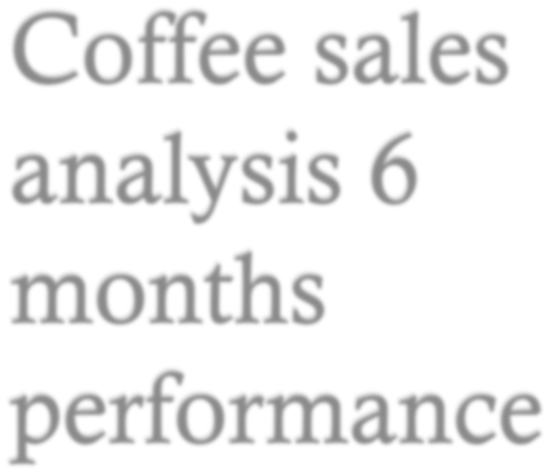 Coffee sales
analysis 6
months
performance